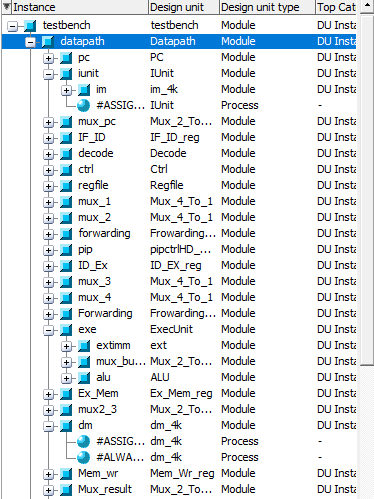 Instance Design unit Design unit type Top Cat
testbench testbench Module DU Insta
datapath Datapath Module DU Insta
pc PC Module DU Insta
iunit IUnit Module DU Insta
im im_4k Module DU Insta
#ASSIG... IUnit Process -
mux_pc Mux_2_To... Module DU Insta
IF_ID IF_ID_reg Module DU Insta
decode Decode Module DU Insta
ctrl Ctrl Module DU Insta
regfile Regfile Module DU Insta
mux_1 Mux_4_To_1 Module DU Insta
mux_2 Mux_4_To_1 Module DU Insta
forwarding Frowarding... Module DU Insta
pip pipctrlHD_... Module DU Insta
ID_Ex ID_EX_reg Module DU Insta
mux_3 Mux_4_To_1 Module DU Insta
mux_4 Mux_4_To_1 Module DU Insta
Forwarding Frowarding... Module DU Insta
exe ExecUnit Module DU Insta
extimm ext Module DU Insta
mux_bu... Mux_2_To... Module DU Insta
alu ALU Module DU Insta
Ex_Mem Ex_Mem_reg Module DU Insta
mux2_3 Mux_2_To... Module DU Insta
dm dm_4k Module DU Insta
#ASSIG... dm_4k Process -
#ALWA... dm_4k Process -
Mem_wr Mem_Wr_reg Module DU Insta
Mux_result Mux_2_To... Module DU Insta